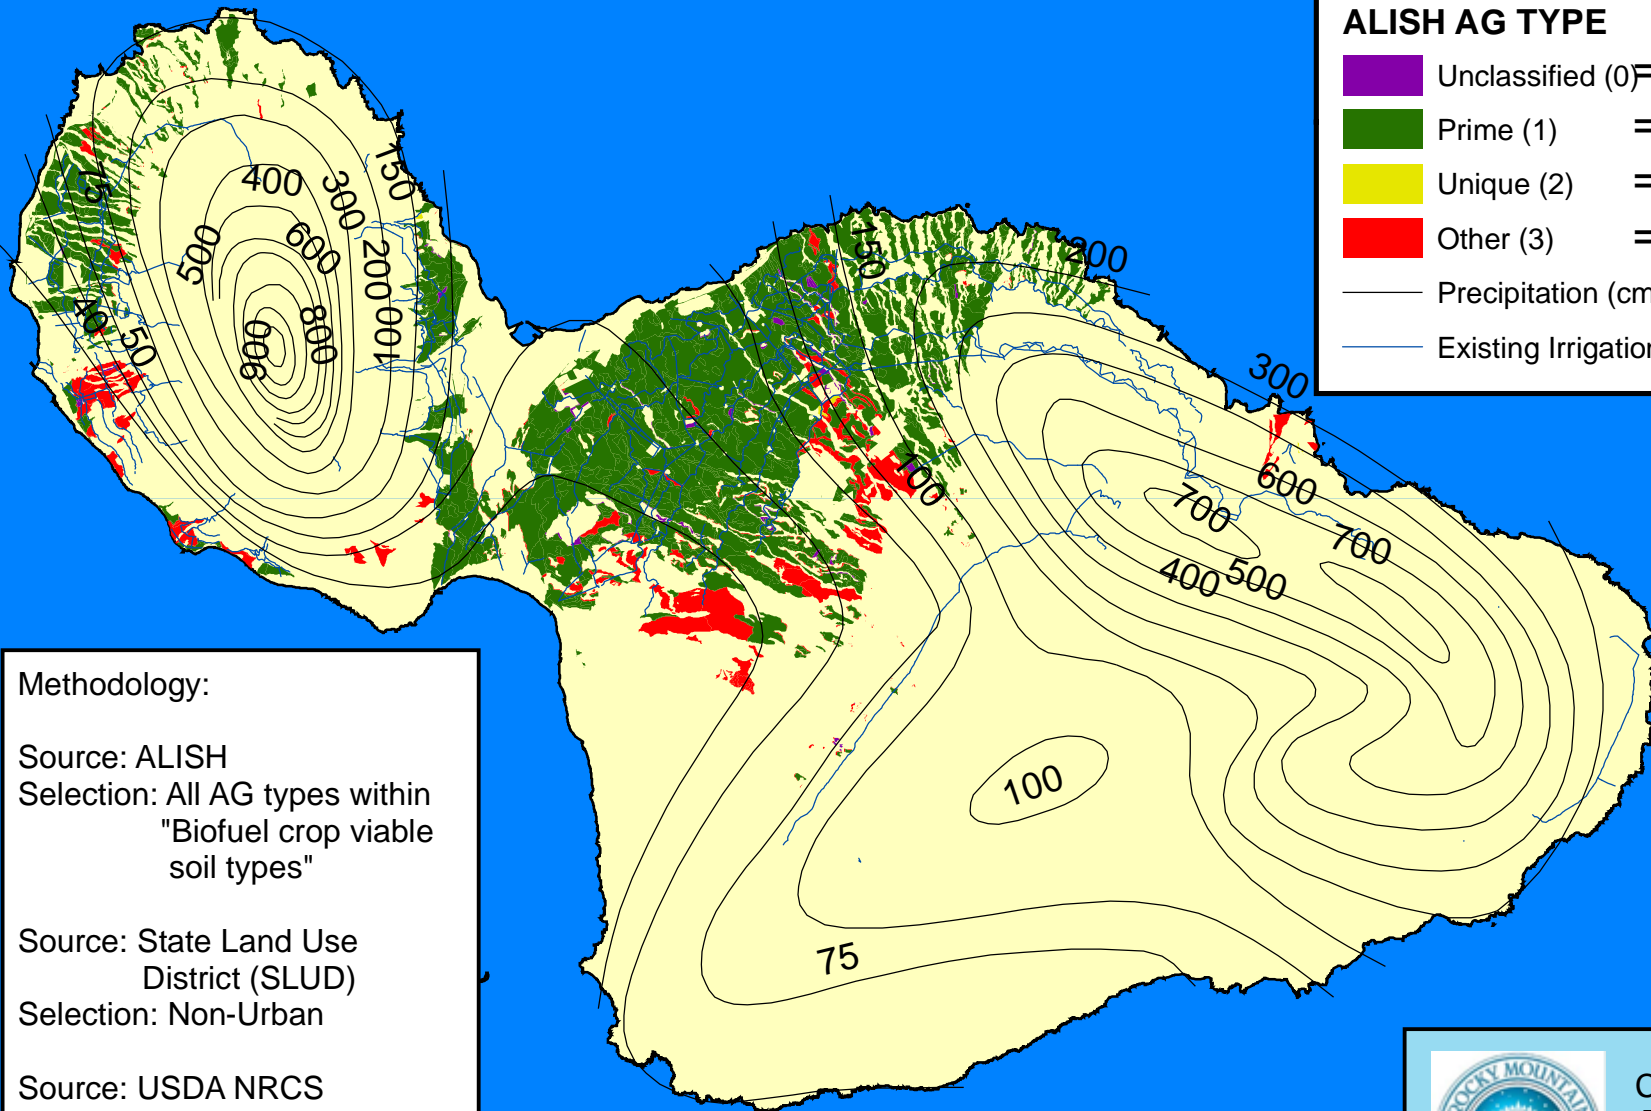 ALISH AG TYPE
Unclassified (0)=
Prime (1) =
Unique (2) =
Other (3) =
Precipitation (cm
Existing Irrigation
150
400
300
75
500
600
200
100
40
50
800
900
150
200
300
100
600
700
700
400
500
100
75
Methodology:
Source: ALISH
Selection: All AG types within
"Biofuel crop viable
soil types"
Source: State Land Use
District (SLUD)
Selection: Non-Urban
Source: USDA NRCS
ROCKY MOUNTAI